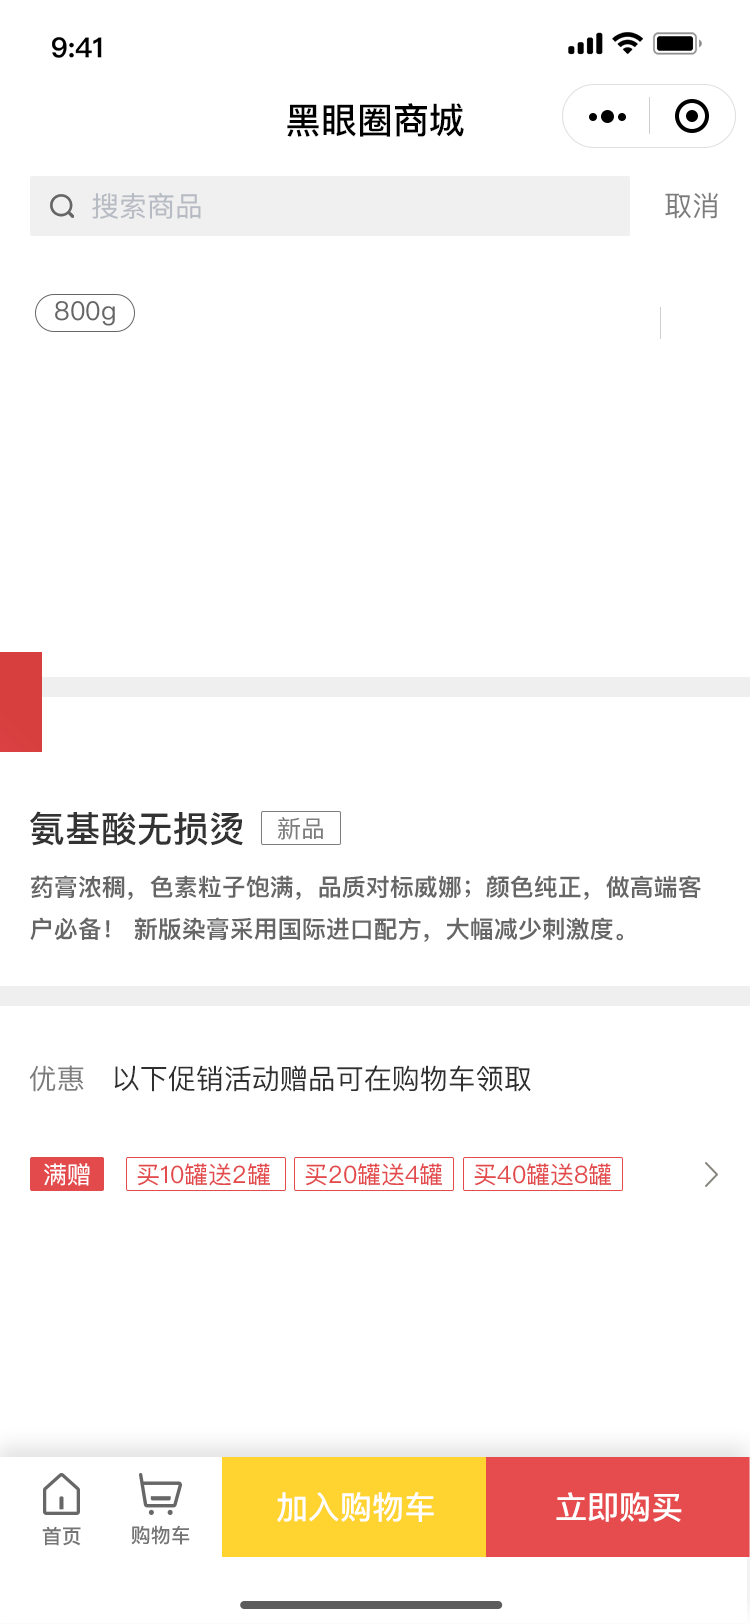 9:41
黑眼圈商城
搜索商品
取消
800g
氨基酸无损烫 新品
药膏浓稠，色素粒子饱满，品质对标威娜；颜色纯正，做高端客
户必备！ 新版染膏采用国际进口配方，大幅减少刺激度。
优惠 以下促销活动赠品可在购物车领取
满赠 买10罐送2罐 买20罐送4罐 买40罐送8罐
首页 购物车 加入购物车 立即购买